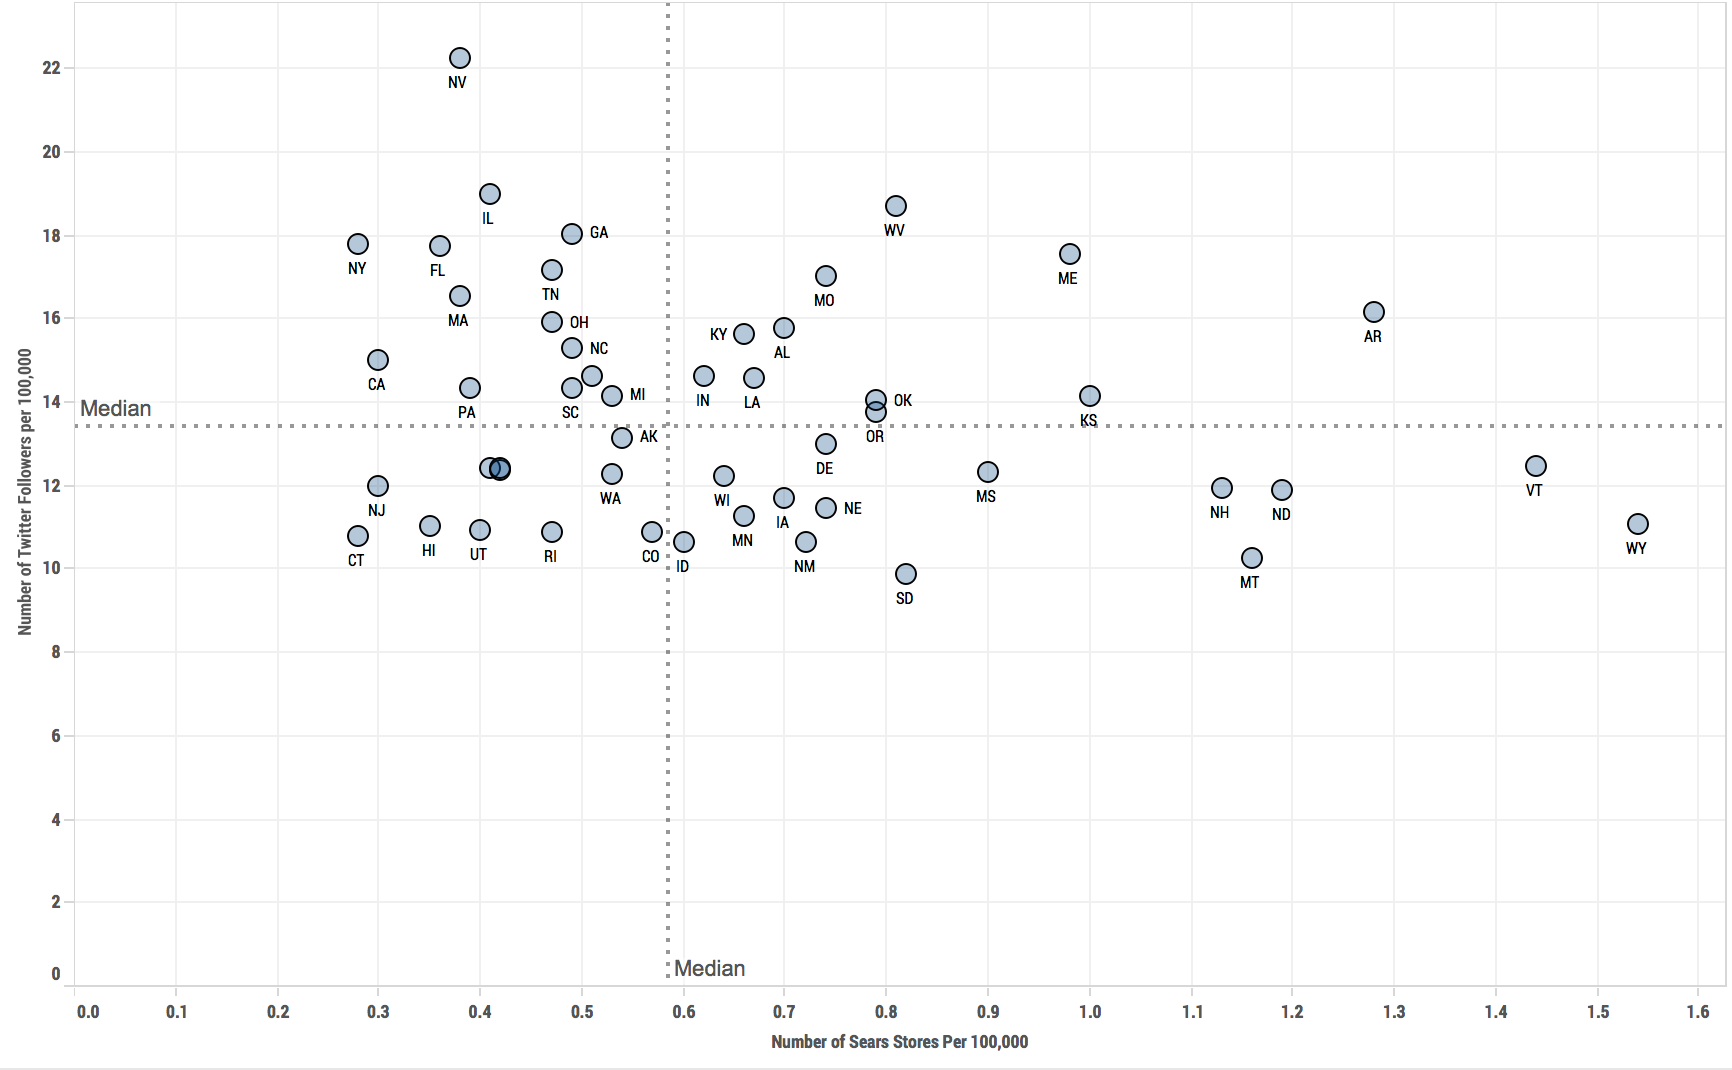 22
NV
20
IL
WV
18
GA
NY
FL
ME
TN
MO
16
MA
OH
KY
AR
NC
AL
CA
IN
LA
MI
14
PA
SC
OK
Median
KS
AK
OR
DE
12
WA
WI
MS
VT
NJ
IA
NE
NH
ND
HI
UT
RI
CO
MN
WY
CT
ID
NM
10
MT
SD
8
6
4
2
0
Number of Twitter Followers per 100,000
Median
0.0 0.1 0.2 0.3 0.4 0.5 0.6 0.7 0.8 0.9 1.0 1.1 1.2 1.3 1.4 1.5 1.6
Number of Sears Stores Per 100,000